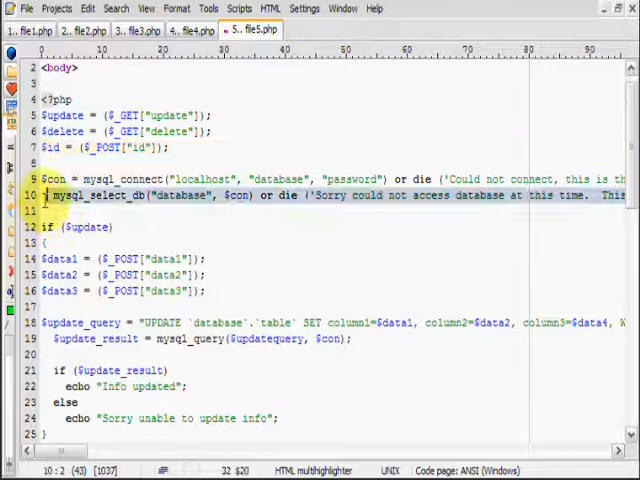 File Projects Edit Search View Format Tools Scripts HTML Settings Window Help
1.. file1.php 2.. file2.php 3.. file3.php 4.. file4.php 5.. file5.php
0 10 20 30 40 50 60 70 80 90
2 <body>
3
4 <?php
5 $update = ($_GET["update"]);
6 $delete = ($_GET["delete"]);
7 $id = ($_POST["id"]);
8
9 $con = mysql_connect("localhost", "database", "password") or die ('Could not connect, this is th
10 mysql_select_db("database", $con) or die ('Sorry could not access database at this time.  This
11
12 if ($update)
13 {
14 $data1 = ($_POST["data1"]);
15 $data2 = ($_POST["data2"]);
16 $data3 = ($_POST["data3"]);
17
18 $update_query = "UPDATE `database`.`table` SET column1=$data1, column2=$data2, column3=$data4, W
19 $update_result = mysql_query($updatequery, $con);
20
21 if ($update_result)
22 echo "Info updated";
23 else
24 echo "Sorry unable to update info";
25 }
10 : 2 (43) [1037] 32 $20 HTML multihighlighter UNIX Code page: ANSI (Windows)